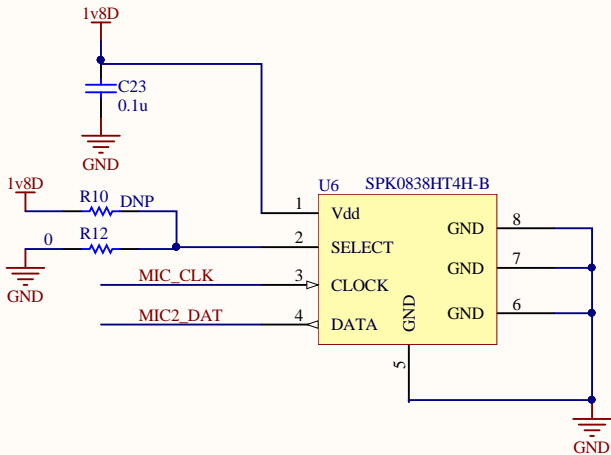 1v8D
C23
0.1u
GND
1v8D
R10
DNP
0
R12
GND
MIC_CLK
MIC2_DAT
U6
SPK0838HT4H-B
1
Vdd
2
SELECT
3
CLOCK
4
DATA
GND
8
GND
7
GND
6
GND
5
GND